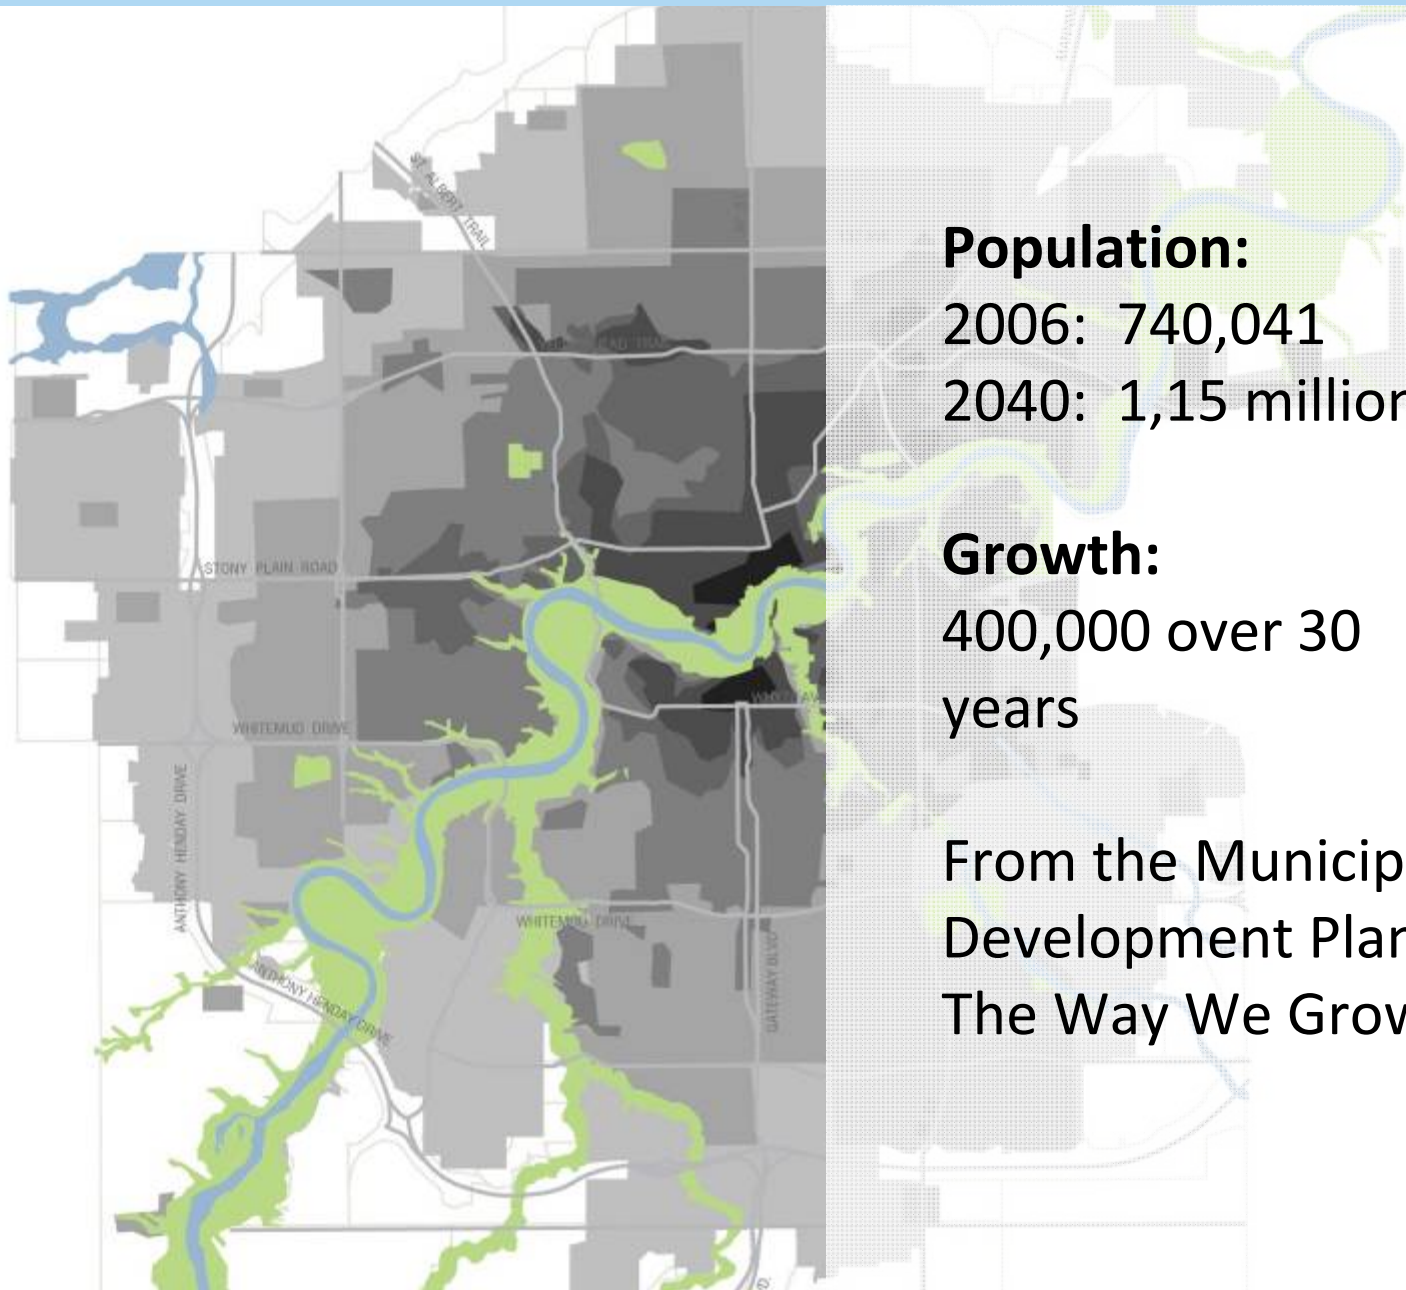 ST. ALBERT TRAIL
STONY PLAIN ROAD
WHITEMUD DRIVE
ANTHONY HENDAY DRIVE
WHITEMUD DRIVE
GATEWAY BLVD
ANTHONY HENDAY DRIVE
Population:
2006: 740,041
2040: 1,15 million
Growth:
400,000 over 30
years
From the Municip
Development Plan
The Way We Grow